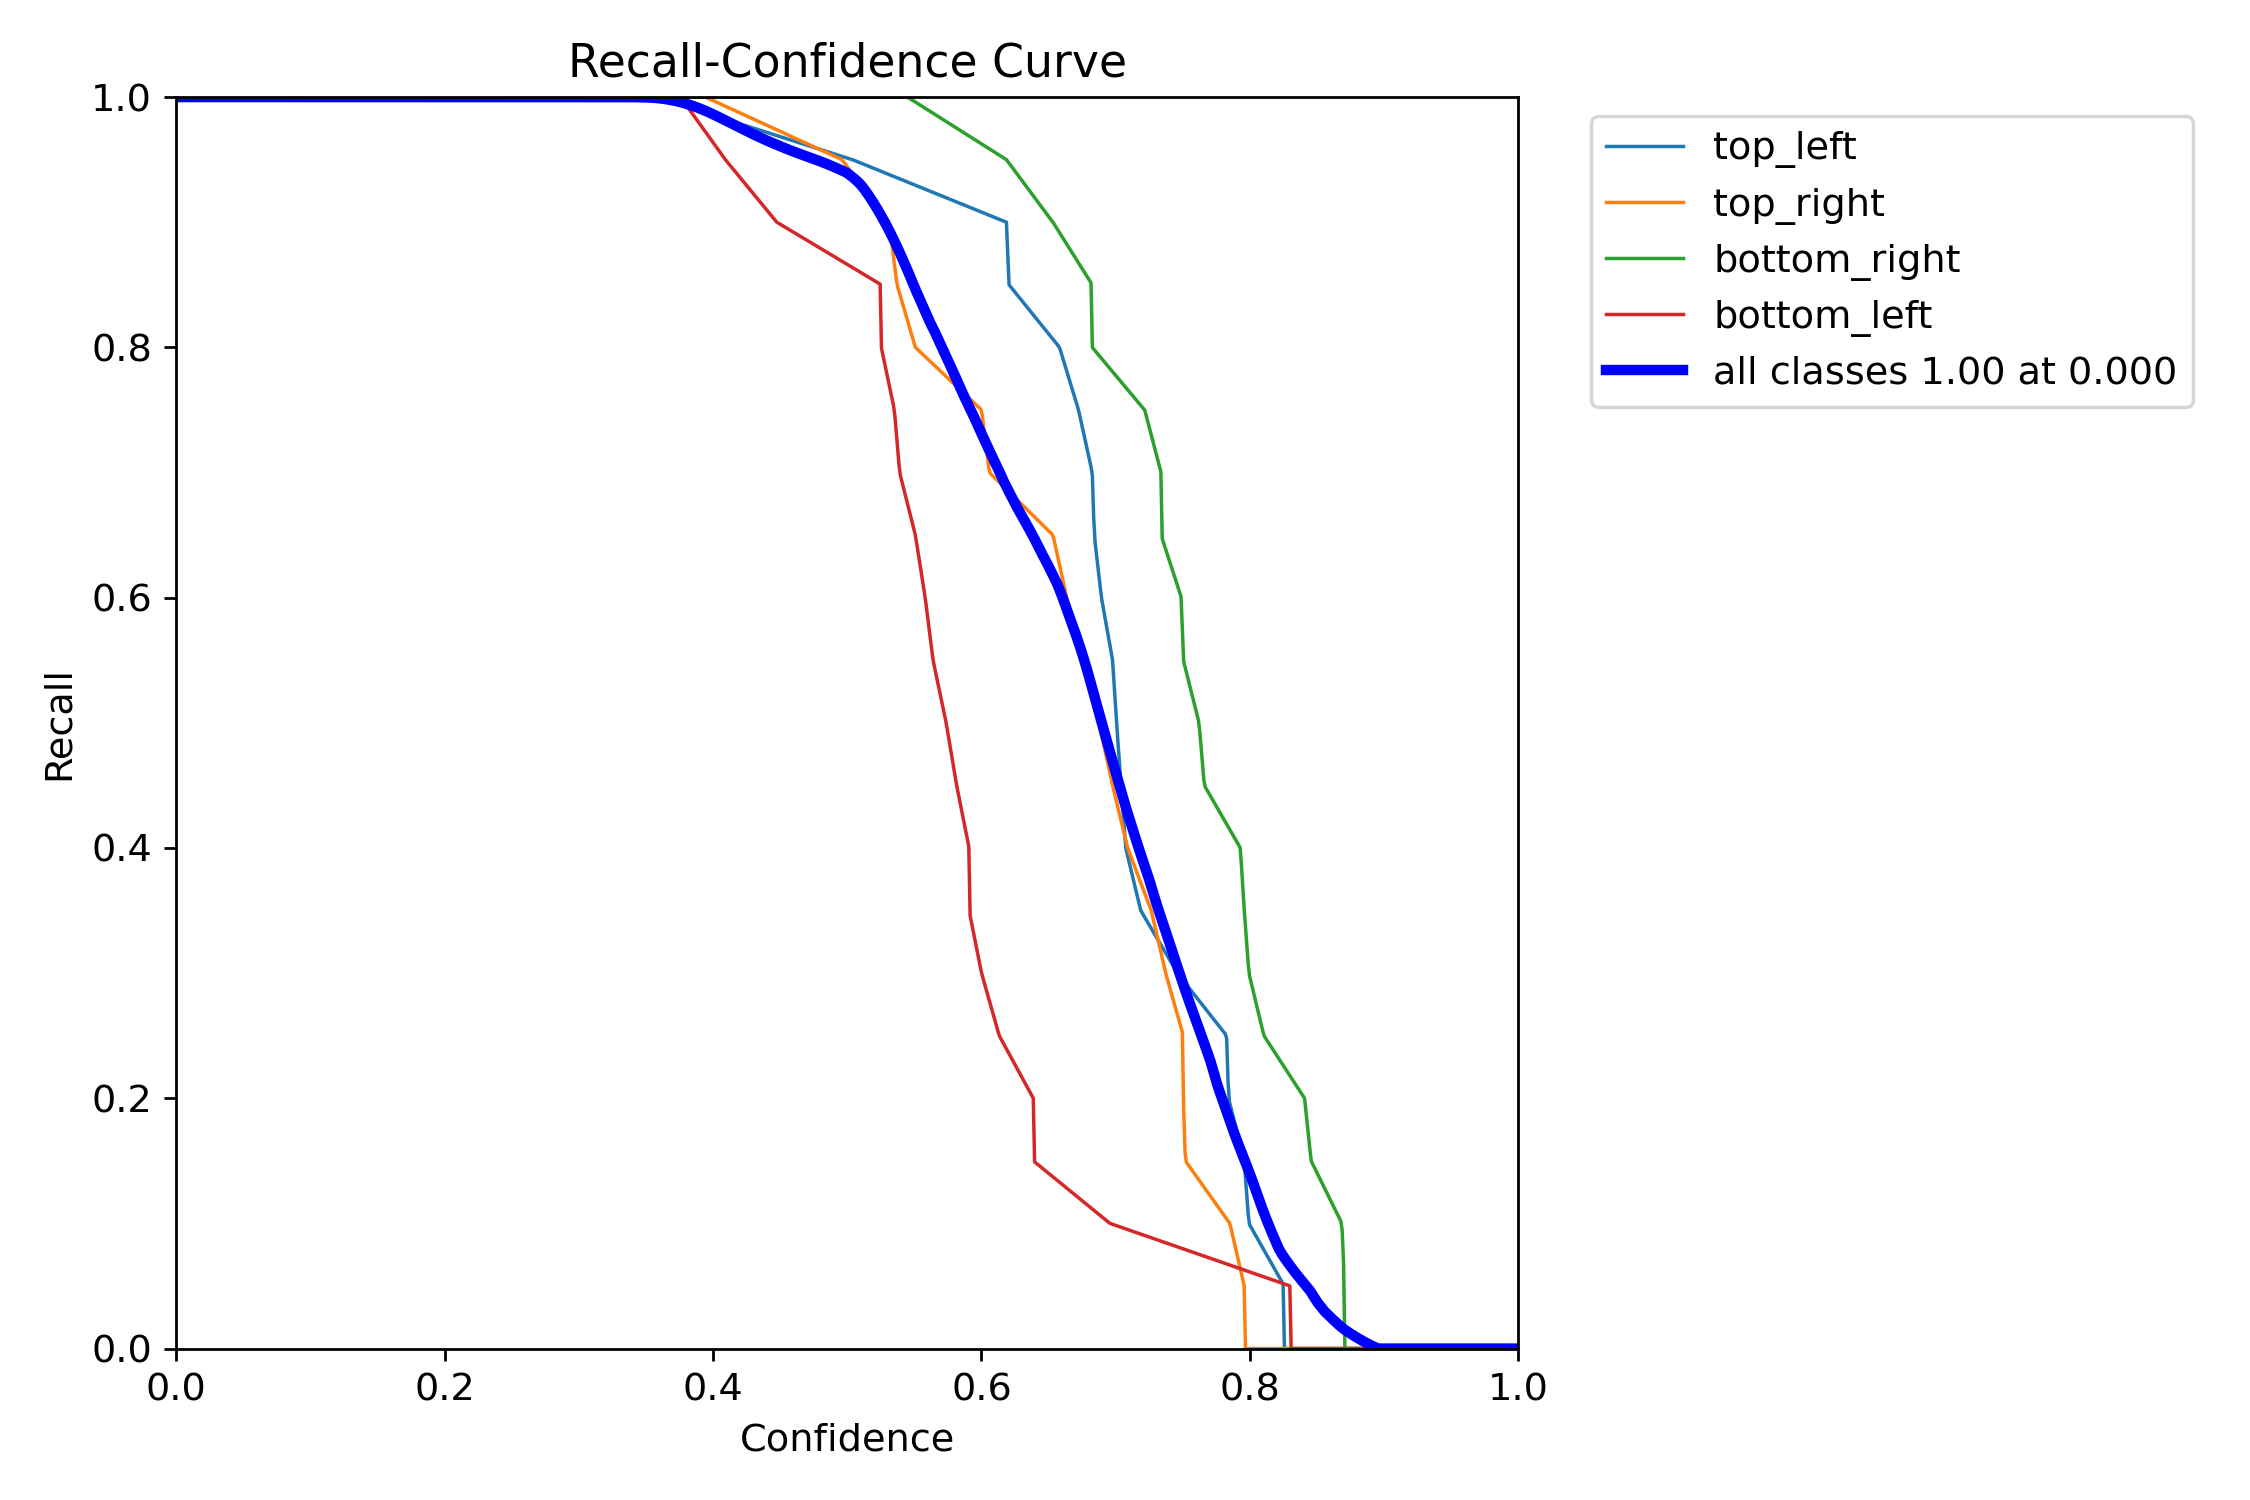 Recall-Confidence Curve
1.0
0.8
0.6
0.4
0.2
0.0
Recall
0.0 0.2 0.4 0.6 0.8 1.0
Confidence
top_left
top_right
bottom_right
bottom_left
all classes 1.00 at 0.000